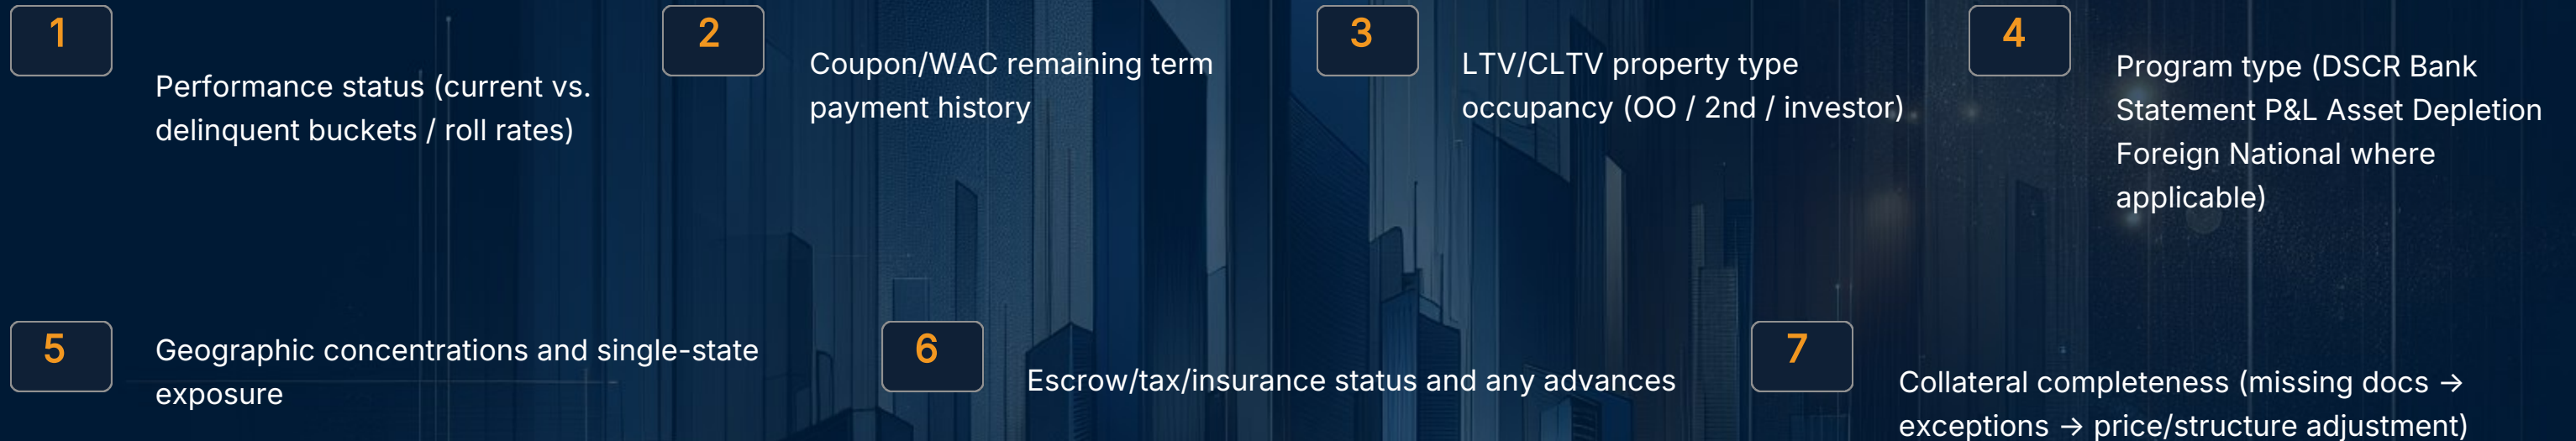 1
Performance status (current vs.
delinquent buckets / roll rates)
2
Coupon/WAC remaining term
payment history
3
LTV/CLTV property type
occupancy (OO / 2nd / investor)
4
Program type (DSCR Bank
Statement P&L Asset Depletion
Foreign National where
applicable)
5
Geographic concentrations and single-state
exposure
6
Escrow/tax/insurance status and any advances
7
Collateral completeness (missing docs →
exceptions → price/structure adjustment)